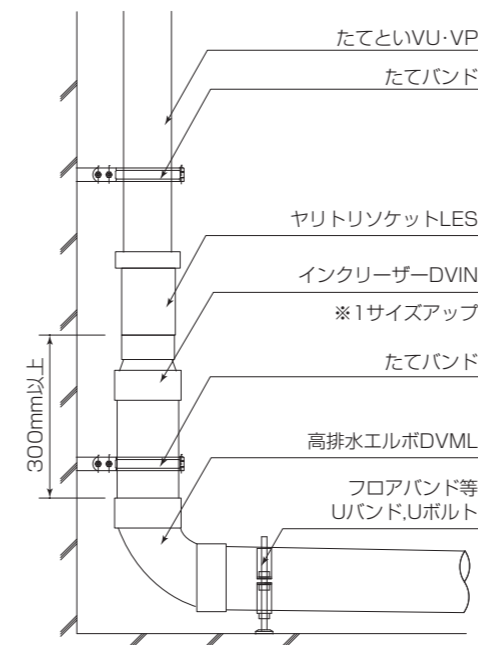 たてといVU･VP
たてバンド
ヤリトリソケットLES
インクリーザーDVIN
※1サイズアップ
たてバンド
300mm以上
高排水エルボDVML
フロアバンド等
Uバンド,Uボルト